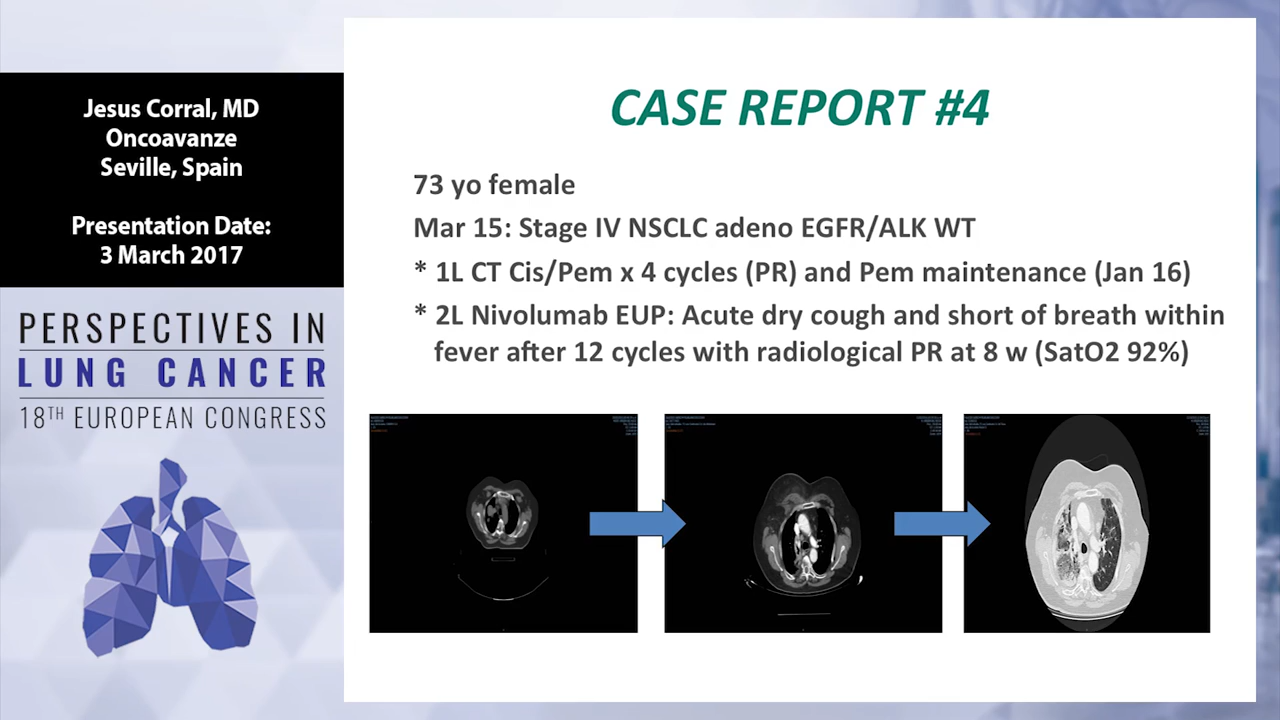 Jesus Corral, MD
Oncoavanze
Seville, Spain
Presentation Date:
3 March 2017
PERSPECTIVES IN
LUNG CANCER
18TH EUROPEAN CONGRESS
CASE REPORT #4
73 yo female
Mar 15: Stage IV NSCLC adeno EGFR/ALK WT
* 1L CT Cis/Pem x 4 cycles (PR) and Pem maintenance (Jan 16)
* 2L Nivolumab EUP: Acute dry cough and short of breath within
fever after 12 cycles with radiological PR at 8 w (SatO2 92%)